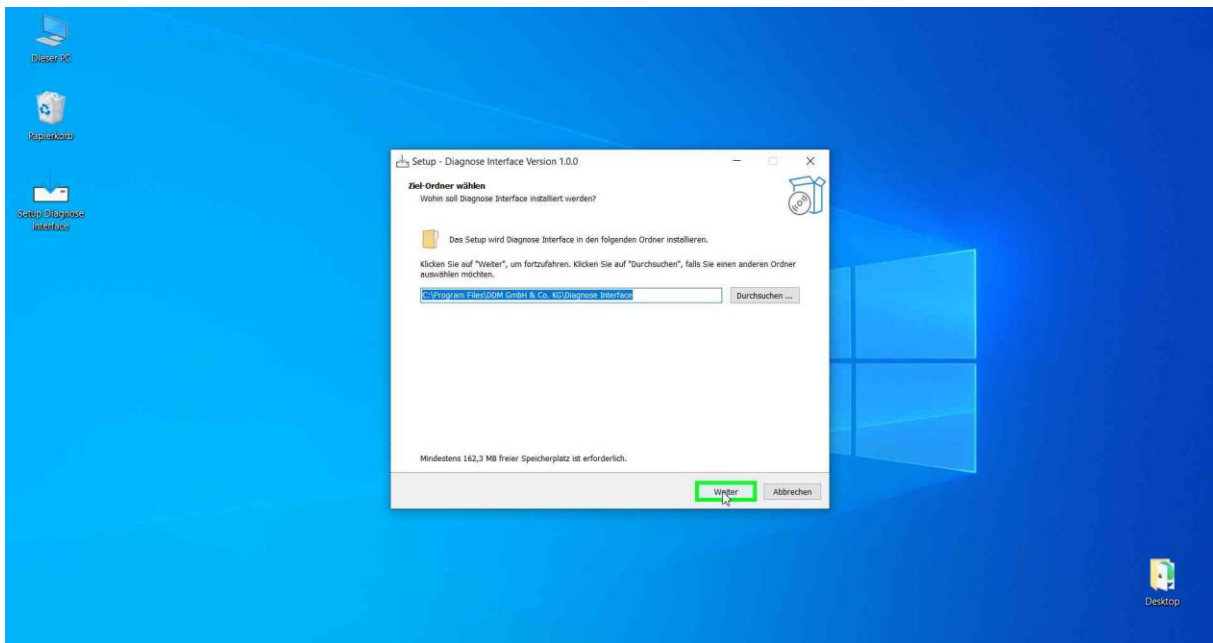 Dieser PC
Papierkorb
Setup Diagnose
Interface
Setup - Diagnose Interface Version 1.0.0
Ziel-Ordner wählen
Wohin soll Diagnose Interface installiert werden?
Das Setup wird Diagnose Interface in den folgenden Ordner installieren.
Klicken Sie auf "Weiter", um fortzufahren. Klicken Sie auf "Durchsuchen", falls Sie einen anderen Ordner
auswählen möchten.
C:\Program Files\DDM GmbH & Co. KG\Diagnose Interface
Durchsuchen ...
Mindestens 162,3 MB freier Speicherplatz ist erforderlich.
Weiter
Abbrechen
Desktop